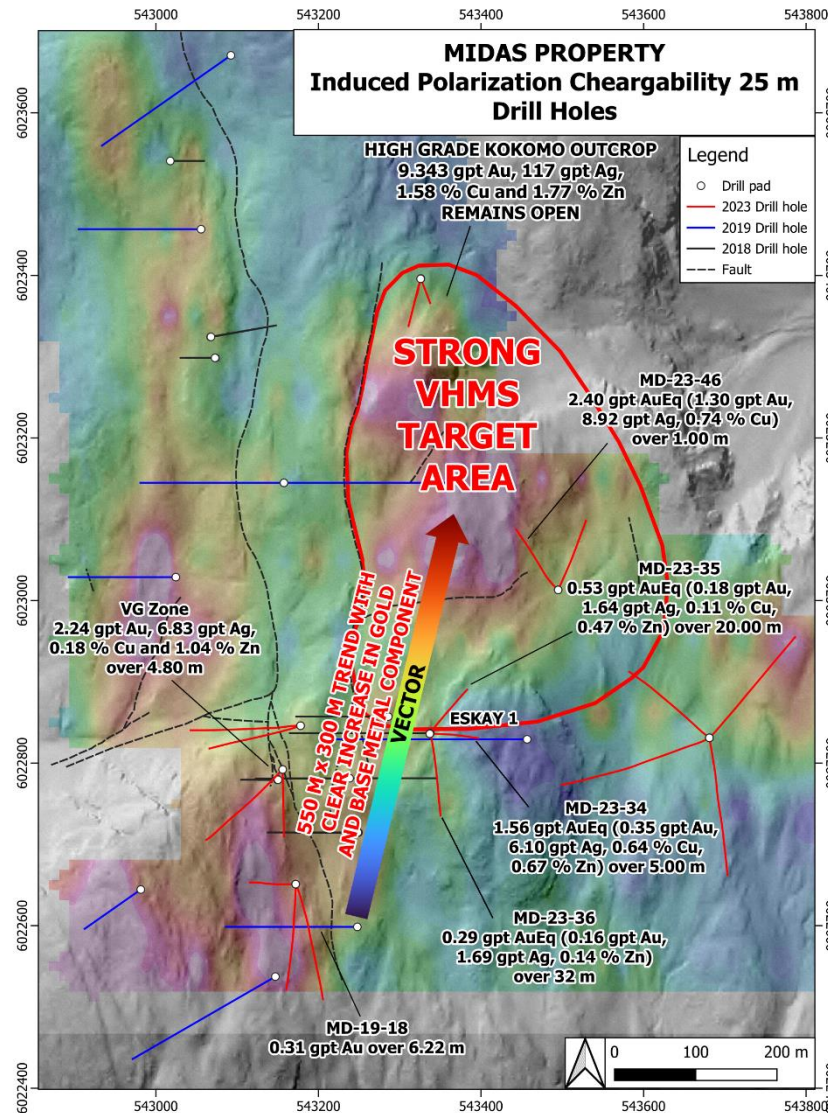 543000
543200
543400
543600
543800
MIDAS PROPERTY
Induced Polarization Cheargability 25 m
Drill Holes
6023600
6023400
6023200
6023000
6022800
6022600
6022400
HIGH GRADE KOKOMO OUTCROP
9.343 gpt Au, 117 gpt Ag,
1.58 % Cu and 1.77 % Zn
REMAINS OPEN
Legend
Drill pad
2023 Drill hole
2019 Drill hole
2018 Drill hole
Fault
STRONG
VHMS
TARGET
AREA
MD-23-46
2.40 gpt AuEq (1.30 gpt Au,
8.92 gpt Ag, 0.74 % Cu)
over 1.00 m
MD-23-35
0.53 gpt AuEq (0.18 gpt Au,
1.64 gpt Ag, 0.11 % Cu,
0.47 % Zn) over 20.00 m
VG Zone
2.24 gpt Au, 6.83 gpt Ag,
0.18 % Cu and 1.04 % Zn
over 4.80 m
550 M x 300 M TREND WITH
CLEAR INCREASE IN GOLD
AND BASE METAL COMPONENT
VECTOR
ESKAY 1
MD-23-34
1.56 gpt AuEq (0.35 gpt Au,
6.10 gpt Ag, 0.64 % Cu,
0.67 % Zn) over 5.00 m
MD-23-36
0.29 gpt AuEq (0.16 gpt Au,
1.69 gpt Ag, 0.14 % Zn)
over 32 m
MD-19-18
0.31 gpt Au over 6.22 m
0 100 200 m
543000
543200
543400
543600
543800